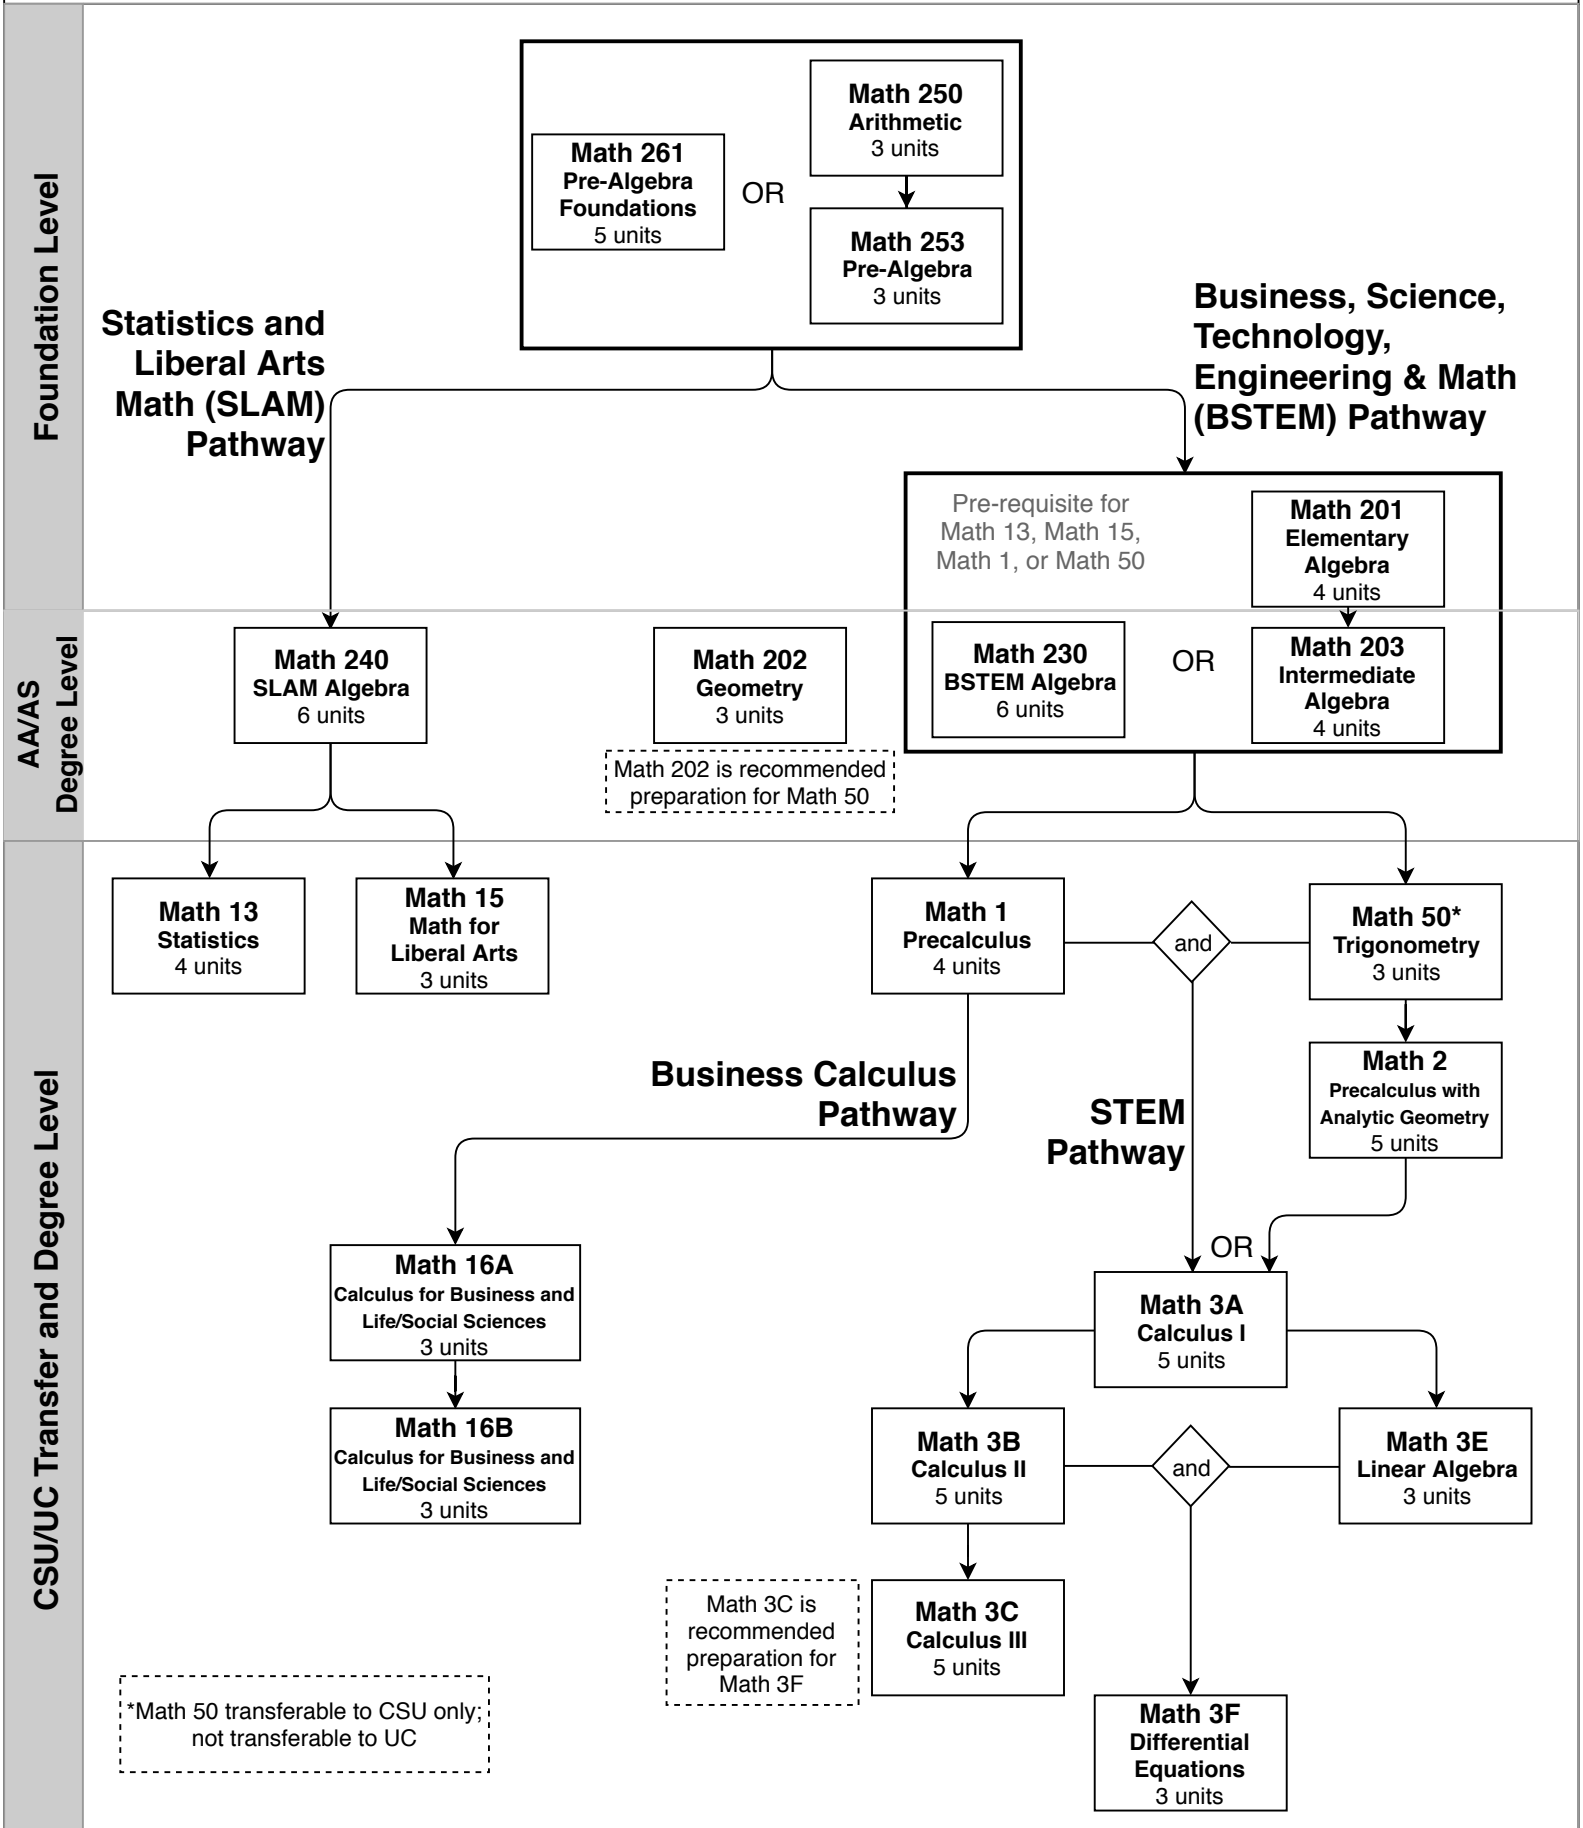 Foundation Level
Math 250
Arithmetic
3 units
Math 261
Pre-Algebra
Foundations
5 units
OR
Math 253
Pre-Algebra
3 units
Statistics and
Liberal Arts
Math (SLAM)
Pathway
Business, Science,
Technology,
Engineering & Math
(BSTEM) Pathway
Pre-requisite for
Math 13, Math 15,
Math 1, or Math 50
Math 201
Elementary
Algebra
4 units
AA/AS
Degree Level
Math 240
SLAM Algebra
6 units
Math 202
Geometry
3 units
Math 202 is recommended
preparation for Math 50
Math 230
BSTEM Algebra
6 units
OR
Math 203
Intermediate
Algebra
4 units
CSU/UC Transfer and Degree Level
Math 13
Statistics
4 units
Math 15
Math for
Liberal Arts
3 units
Math 1
Precalculus
4 units
and
Math 50*
Trigonometry
3 units
Business Calculus
Pathway
STEM
Pathway
Math 2
Precalculus with
Analytic Geometry
5 units
OR
Math 16A
Calculus for Business and
Life/Social Sciences
3 units
Math 3A
Calculus I
5 units
Math 16B
Calculus for Business and
Life/Social Sciences
3 units
Math 3B
Calculus II
5 units
and
Math 3E
Linear Algebra
3 units
Math 3C is
recommended
preparation for
Math 3F
Math 3C
Calculus III
5 units
*Math 50 transferable to CSU only;
not transferable to UC
Math 3F
Differential
Equations
3 units